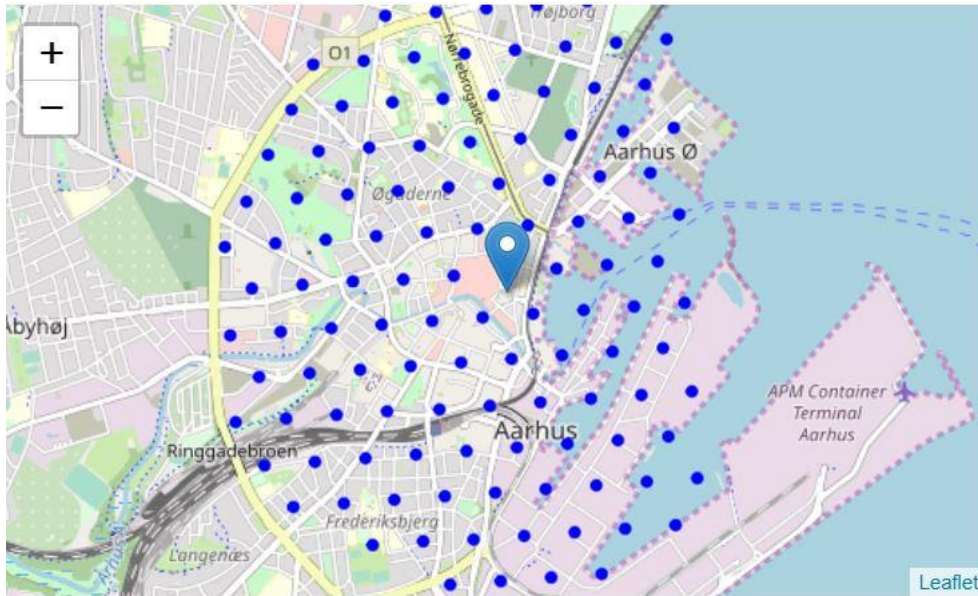 +
−
Trøjborg
O1
Nørrebrogade
Aarhus Ø
Øgaderne
Åbyhøj
APM Container
Terminal
Aarhus
Aarhus
Ringgadebroen
Frederiksbjerg
Langenæs
Leaflet